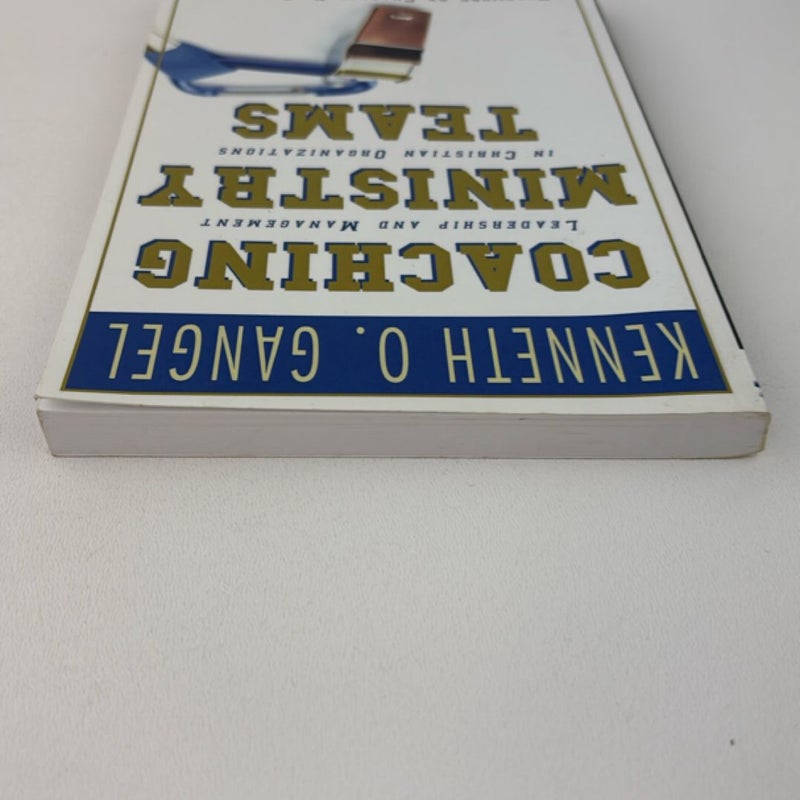 KENNETH O. GANGEL
COACHING
LEADERSHIP AND MANAGEMENT
MINISTRY
IN CHRISTIAN ORGANIZATIONS
TEAMS